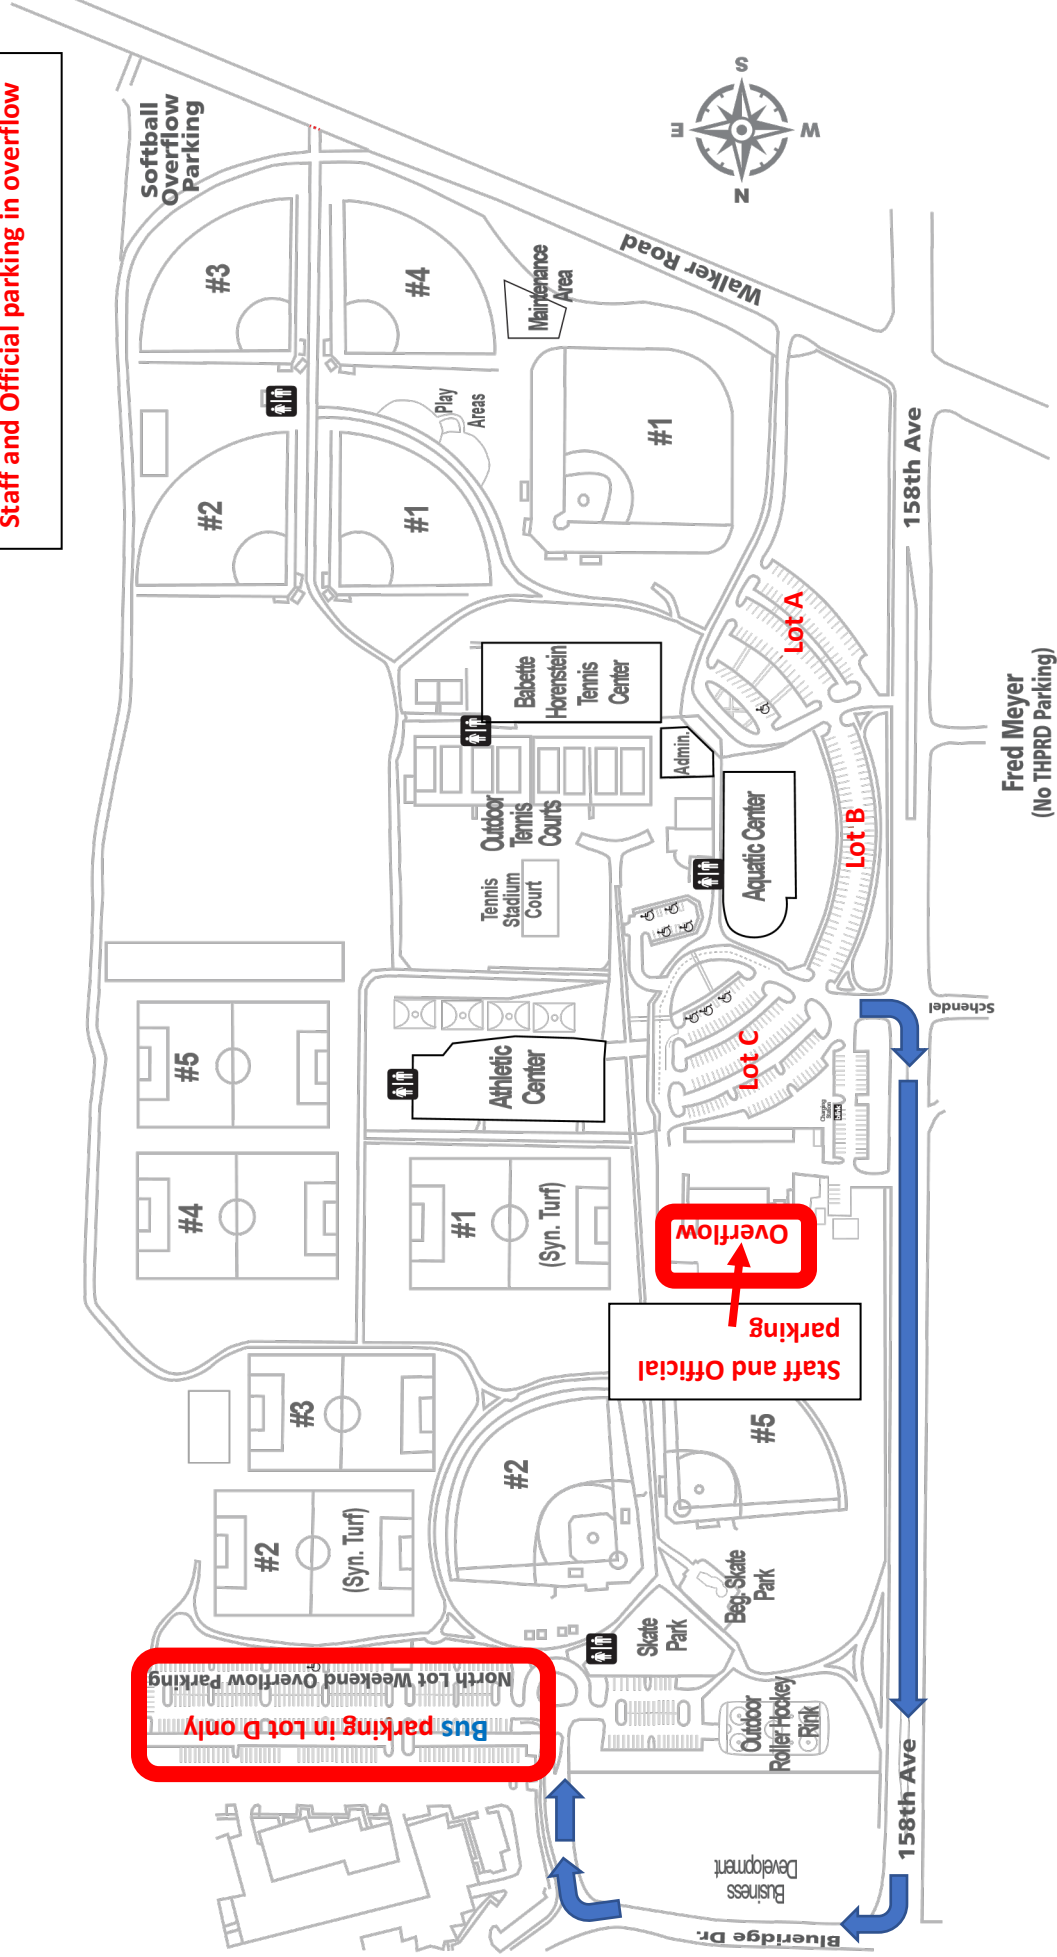 Staff and Official parking in overflow
Softball
Overflow
Parking
S
E
W
N
#3
#4
Maintenance
Area
Walker Road
Play
Areas
#2
#1
#1
158th Ave
Lot A
Babette
Horenstein
Tennis
Center
Admin.
Fred Meyer
(No THPRD Parking)
Outdoor
Tennis
Courts
Tennis
Stadium
Court
Aquatic Center
Lot B
Schendel
#5
Athletic
Center
Lot C
Charging
Station
#4
#1
(Syn. Turf)
Overflow
Staff and Official
parking
#3
#2
#5
#2
(Syn. Turf)
Beg. Skate
Park
Skate
Park
North Lot Weekend Overflow Parking
Bus parking in Lot D only
Outdoor
Roller Hockey
Rink
158th Ave
Business
Development
Blueridge Dr.